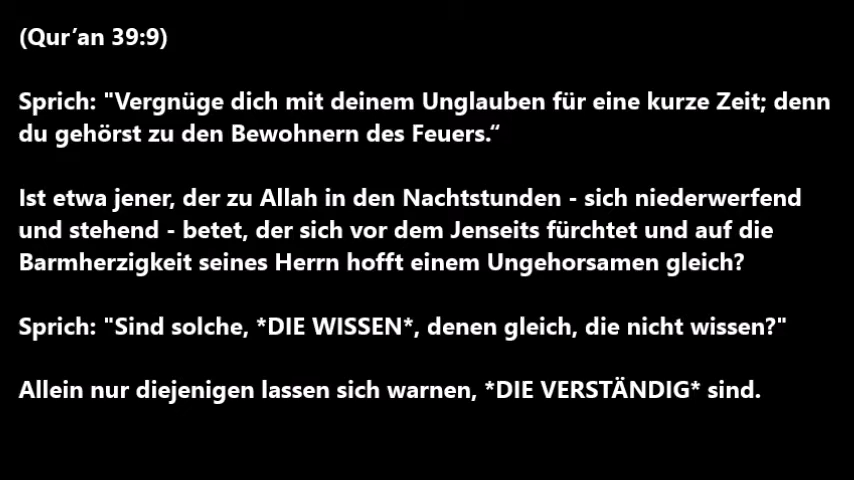 (Qur’an 39:9)
Sprich: "Vergnüge dich mit deinem Unglauben für eine kurze Zeit; denn
du gehörst zu den Bewohnern des Feuers.“
Ist etwa jener, der zu Allah in den Nachtstunden - sich niederwerfend
und stehend - betet, der sich vor dem Jenseits fürchtet und auf die
Barmherzigkeit seines Herrn hofft einem Ungehorsamen gleich?
Sprich: "Sind solche, *DIE WISSEN*, denen gleich, die nicht wissen?"
Allein nur diejenigen lassen sich warnen, *DIE VERSTÄNDIG* sind.